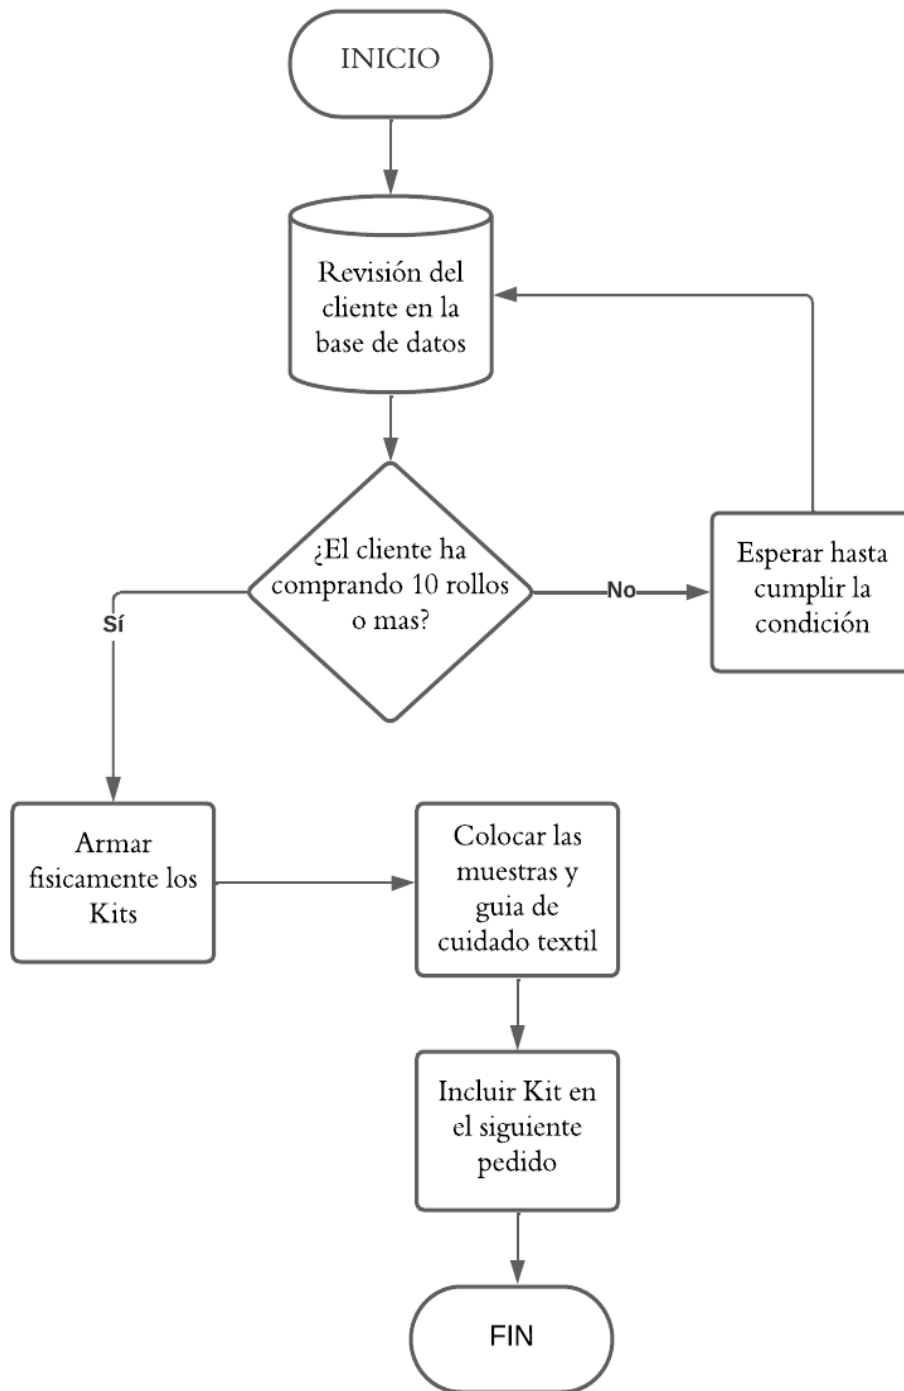 INICIO
Revisión del
cliente en la
base de datos
¿El cliente ha
comprando 10 rollos
o mas?
Sí
No
Esperar hasta
cumplir la
condición
Armar
fisicamente los
Kits
Colocar las
muestras y
guia de
cuidado textil
Incluir Kit en
el siguiente
pedido
FIN